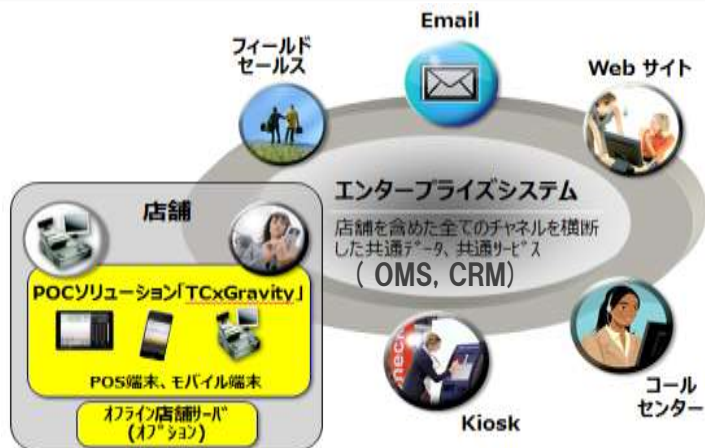 Email
フィールド
セールス
Web サイト
エンタープライズシステム
店舗を含めた全てのチャネルを横断
した共通ﾃﾞｰﾀ、共通ｻｰﾋﾞｽ
( OMS, CRM)
店舗
POCソリューション「TCxGravity」
POS端末、モバイル端末
ｵﾌﾗｲﾝ店舗ｻｰﾊﾞ
(ｵﾌﾟｼｮﾝ)
Kiosk
コール
センター